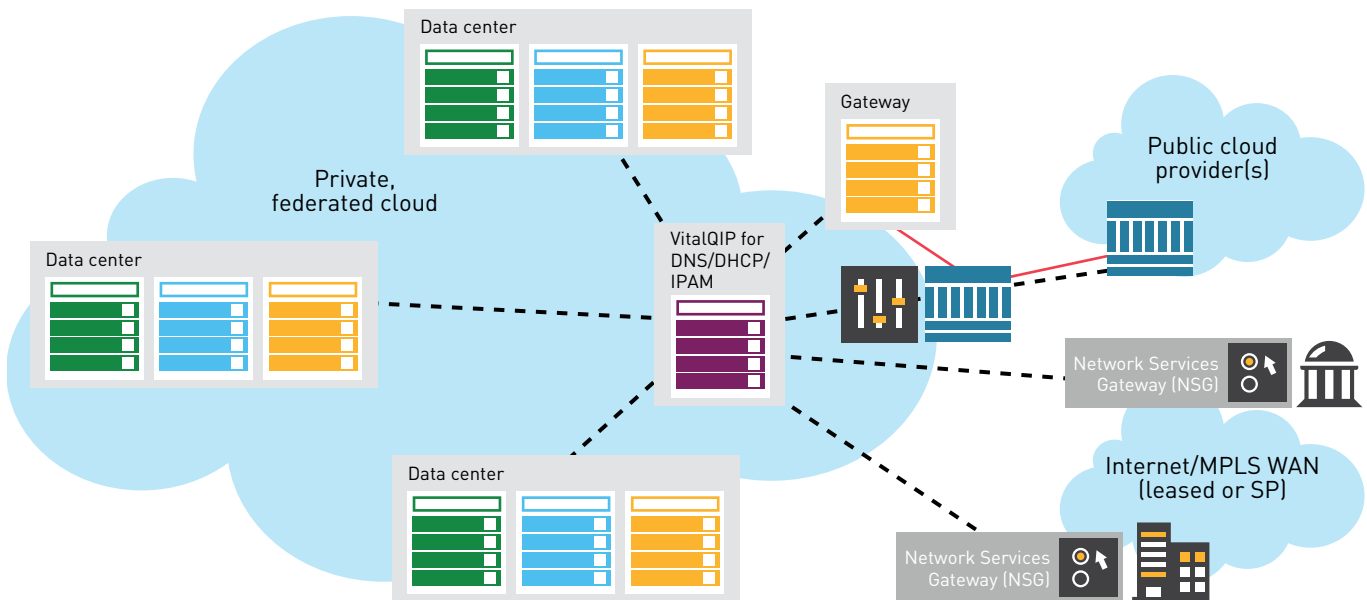 Data center
Gateway
Public cloud
provider(s)
Private,
federated cloud
VitalQIP for
DNS/DHCP/
IPAM
Data center
Network Services
Gateway (NSG)
Data center
Internet/MPLS WAN
(leased or SP)
Network Services
Gateway (NSG)